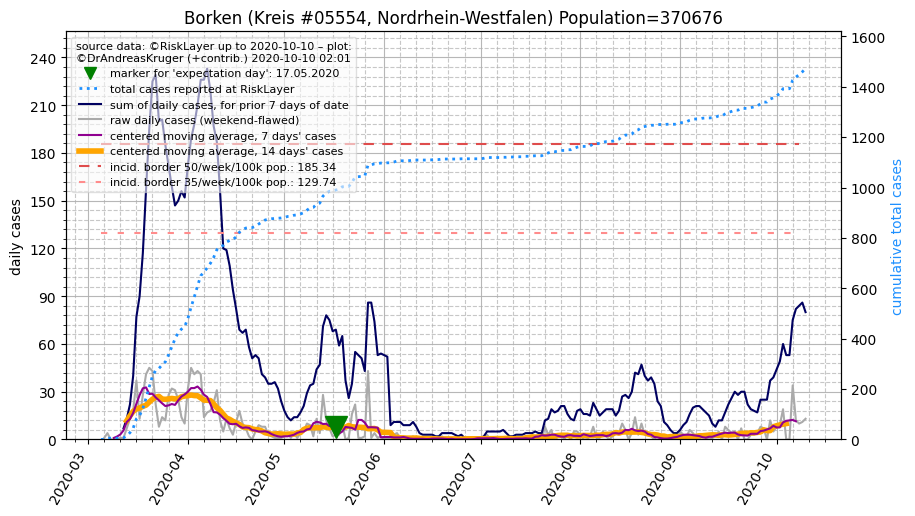 Borken (Kreis #05554, Nordrhein-Westfalen) Population=370676
source data: ©RiskLayer up to 2020-10-10 – plot:
©DrAndreasKruger (+contrib.) 2020-10-10 02:01
marker for 'expectation day': 17.05.2020
total cases reported at RiskLayer
sum of daily cases, for prior 7 days of date
raw daily cases (weekend-flawed)
centered moving average, 7 days' cases
centered moving average, 14 days' cases
incid. border 50/week/100k pop.: 185.34
incid. border 35/week/100k pop.: 129.74
daily cases
240
210
180
150
120
90
60
30
0
cumulative total cases
1600
1400
1200
1000
800
600
400
200
0
2020-03
2020-04
2020-05
2020-06
2020-07
2020-08
2020-09
2020-10